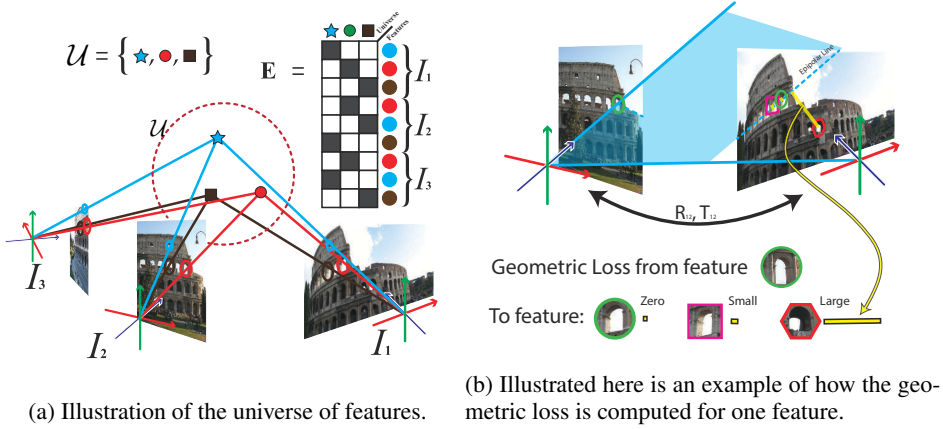 U = { , , }
E =
Universe
Features
I₁
I₂
I₃
U
I₃
I₂
I₁
(a) Illustration of the universe of features.
Epipolar Line
R₁₂, T₁₂
Geometric Loss from feature
To feature:
Zero
Small
Large
(b) Illustrated here is an example of how the geo-
metric loss is computed for one feature.